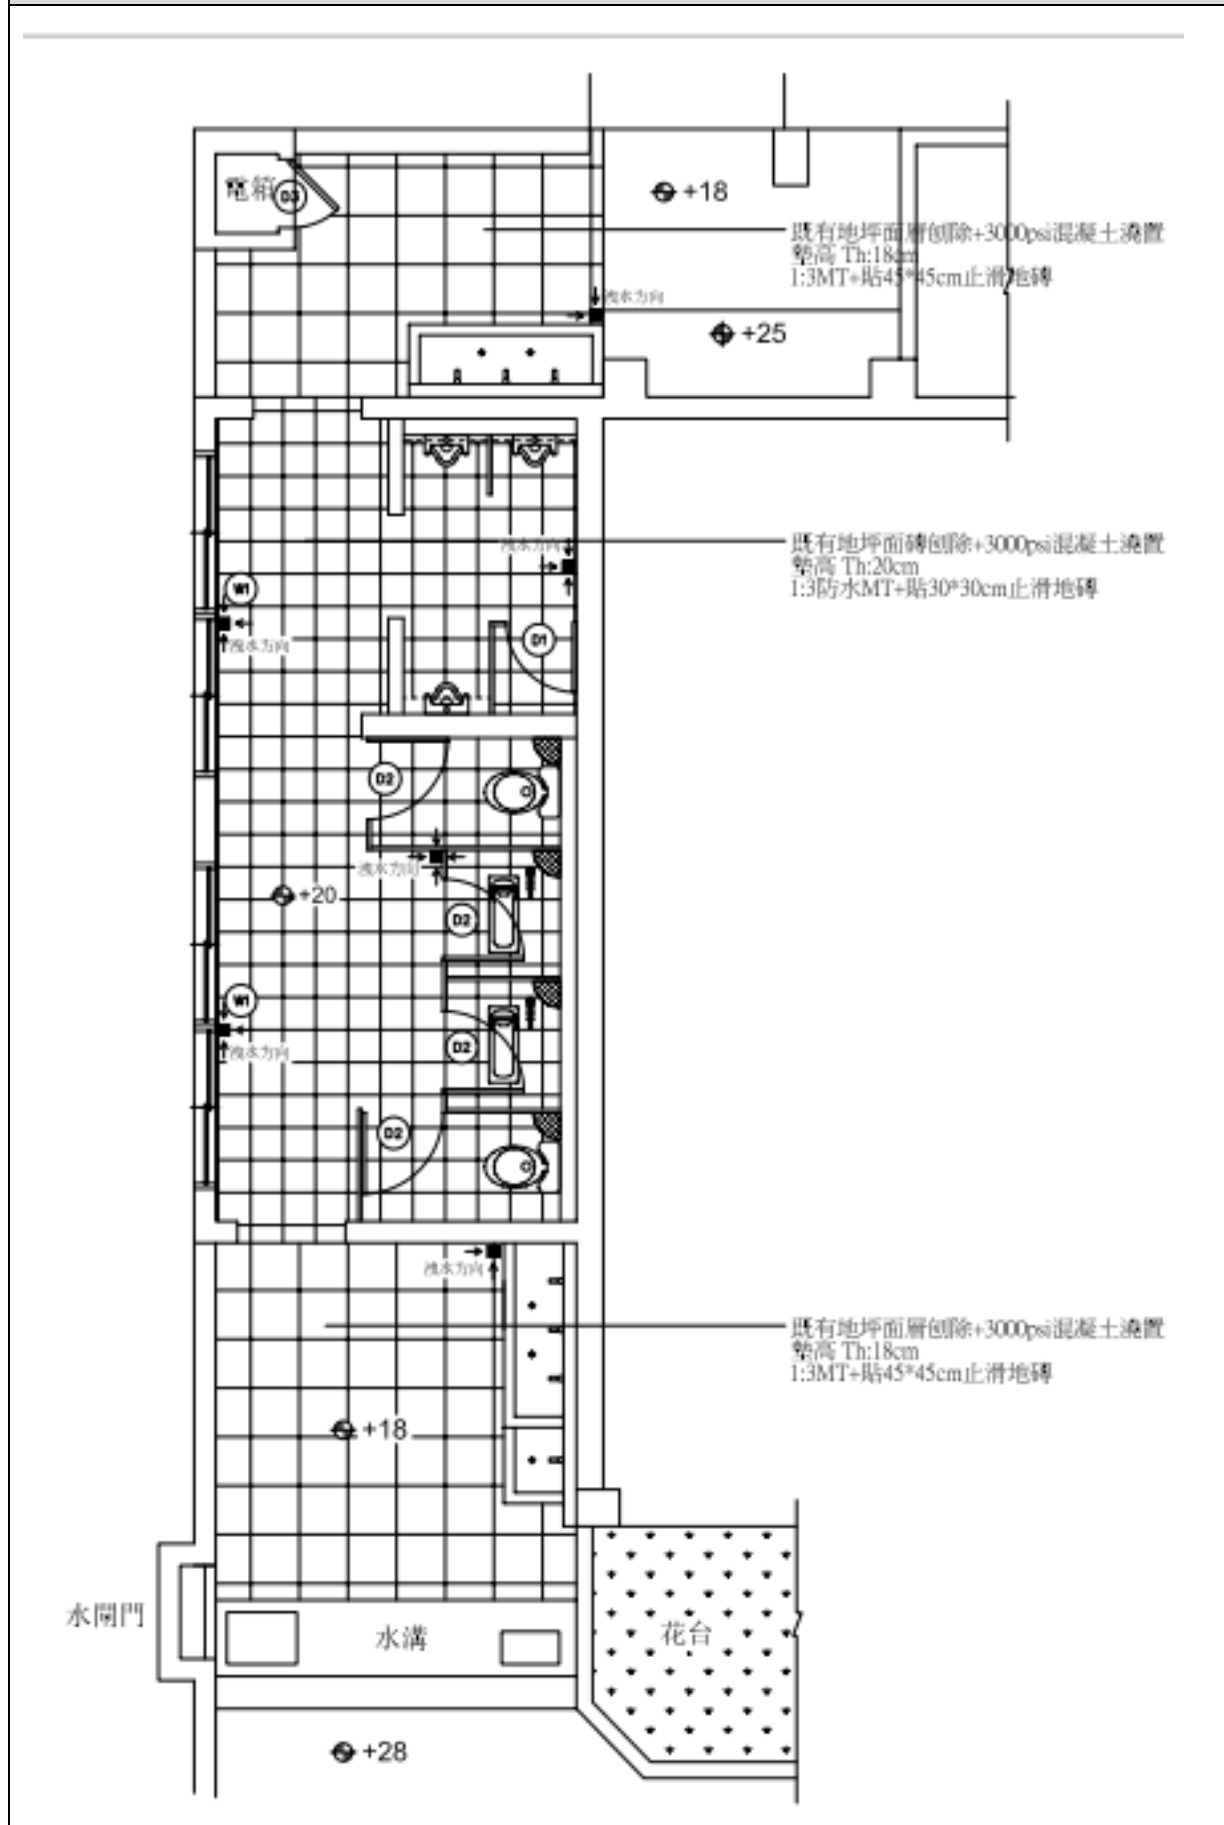 電箱
D3
+18
既有地坪面層刨除+3000psi混凝土澆置
墊高 Th:18cm
1:3MT+貼45*45cm止滑地磚
洩水方向
+25
洩水方向
既有地坪面磚刨除+3000psi混凝土澆置
墊高 Th:20cm
1:3防水MT+貼30*30cm止滑地磚
W1
洩水方向
D1
D2
洩水方向
+20
D2
W1
洩水方向
D2
D2
洩水方向
既有地坪面層刨除+3000psi混凝土澆置
墊高 Th:18cm
1:3MT+貼45*45cm止滑地磚
+18
水閘門
水溝
花台
+28